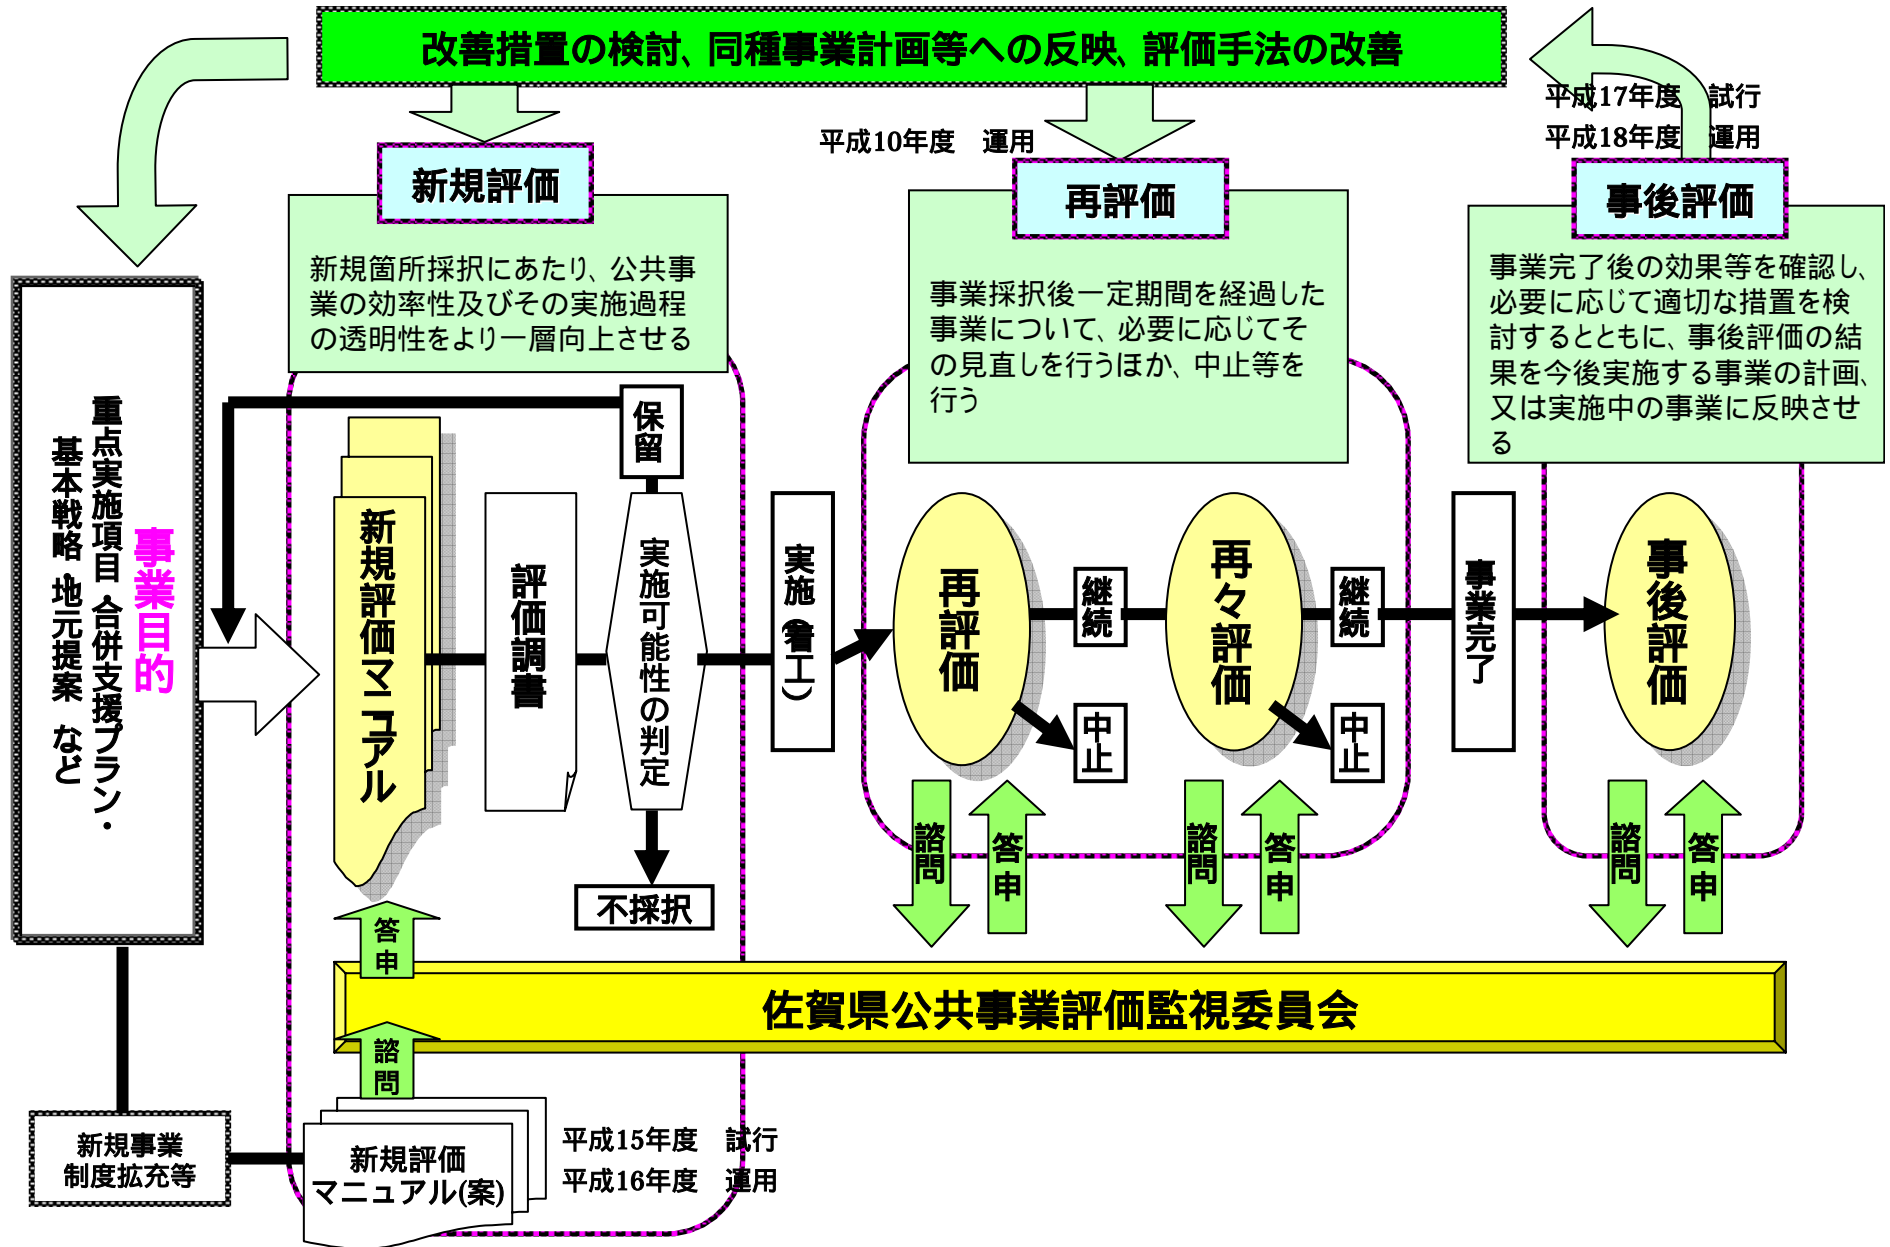 改善措置の検討、同種事業計画等への反映、評価手法の改善
平成17年度　試行
平成18年度　運用
平成10年度　運用
新規評価
新規箇所採択にあたり、公共事
業の効率性及びその実施過程
の透明性をより一層向上させる
再評価
事業採択後一定期間を経過した
事業について、必要に応じてそ
の見直しを行うほか、中止等を
行う
事後評価
事業完了後の効果等を確認し、
必要に応じて適切な措置を検
討するとともに、事後評価の結
果を今後実施する事業の計画、
又は実施中の事業に反映させ
る
事業目的
重点実施項目・合併支援プラン・
基本戦略・地元提案 など
保留
新規評価マニュアル
評価調書
実施可能性の判定
不採択
実施（着工）
再評価
継続
中止
再々評価
継続
中止
事業完了
事後評価
諮問
答申
諮問
答申
諮問
答申
答申
佐賀県公共事業評価監視委員会
諮問
新規事業
制度拡充等
新規評価
マニュアル(案)
平成15年度　試行
平成16年度　運用